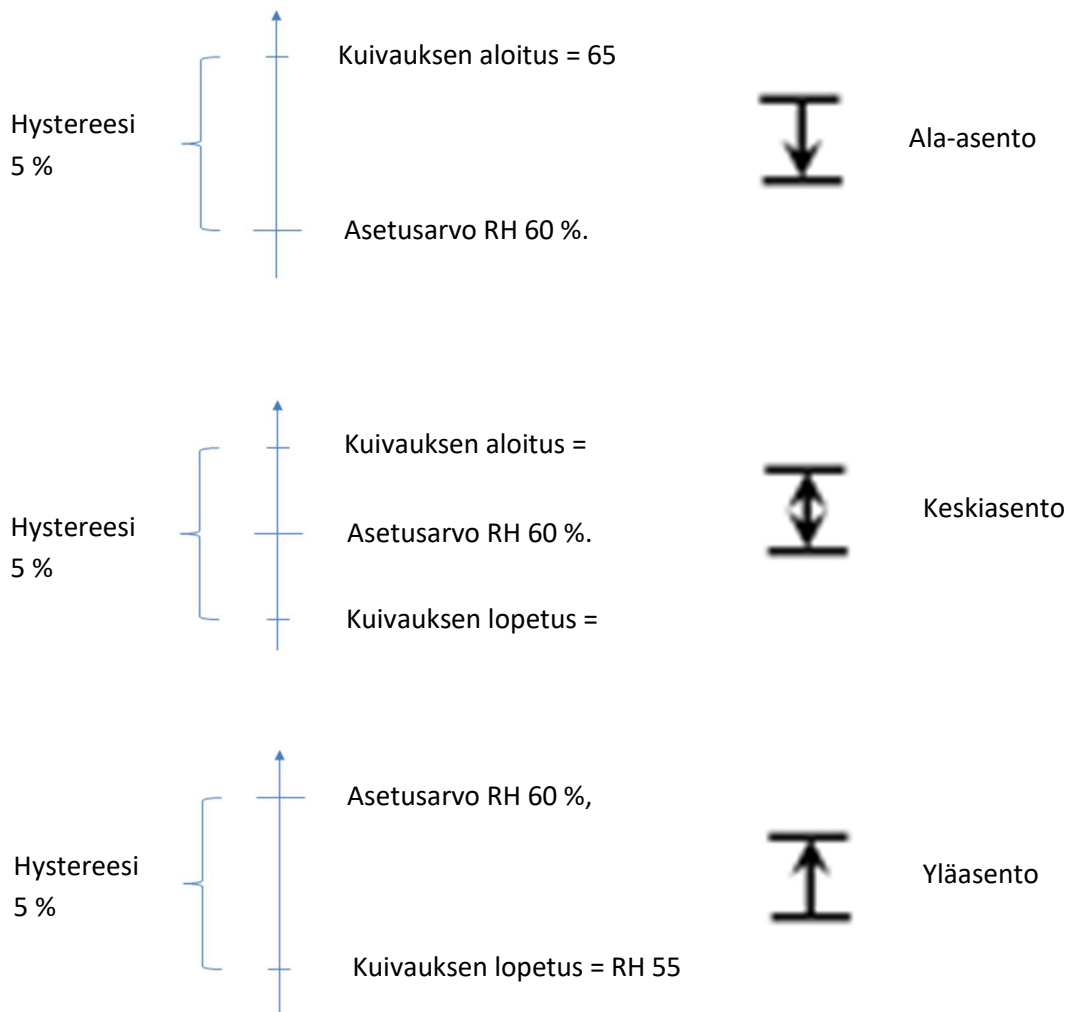 Kuivauksen aloitus = 65
Hystereesi
5 %
Ala-asento
Asetusarvo RH 60 %.
Kuivauksen aloitus =
Hystereesi
5 %
Asetusarvo RH 60 %.
Keskiasento
Kuivauksen lopetus =
Asetusarvo RH 60 %,
Hystereesi
5 %
Yläasento
Kuivauksen lopetus = RH 55